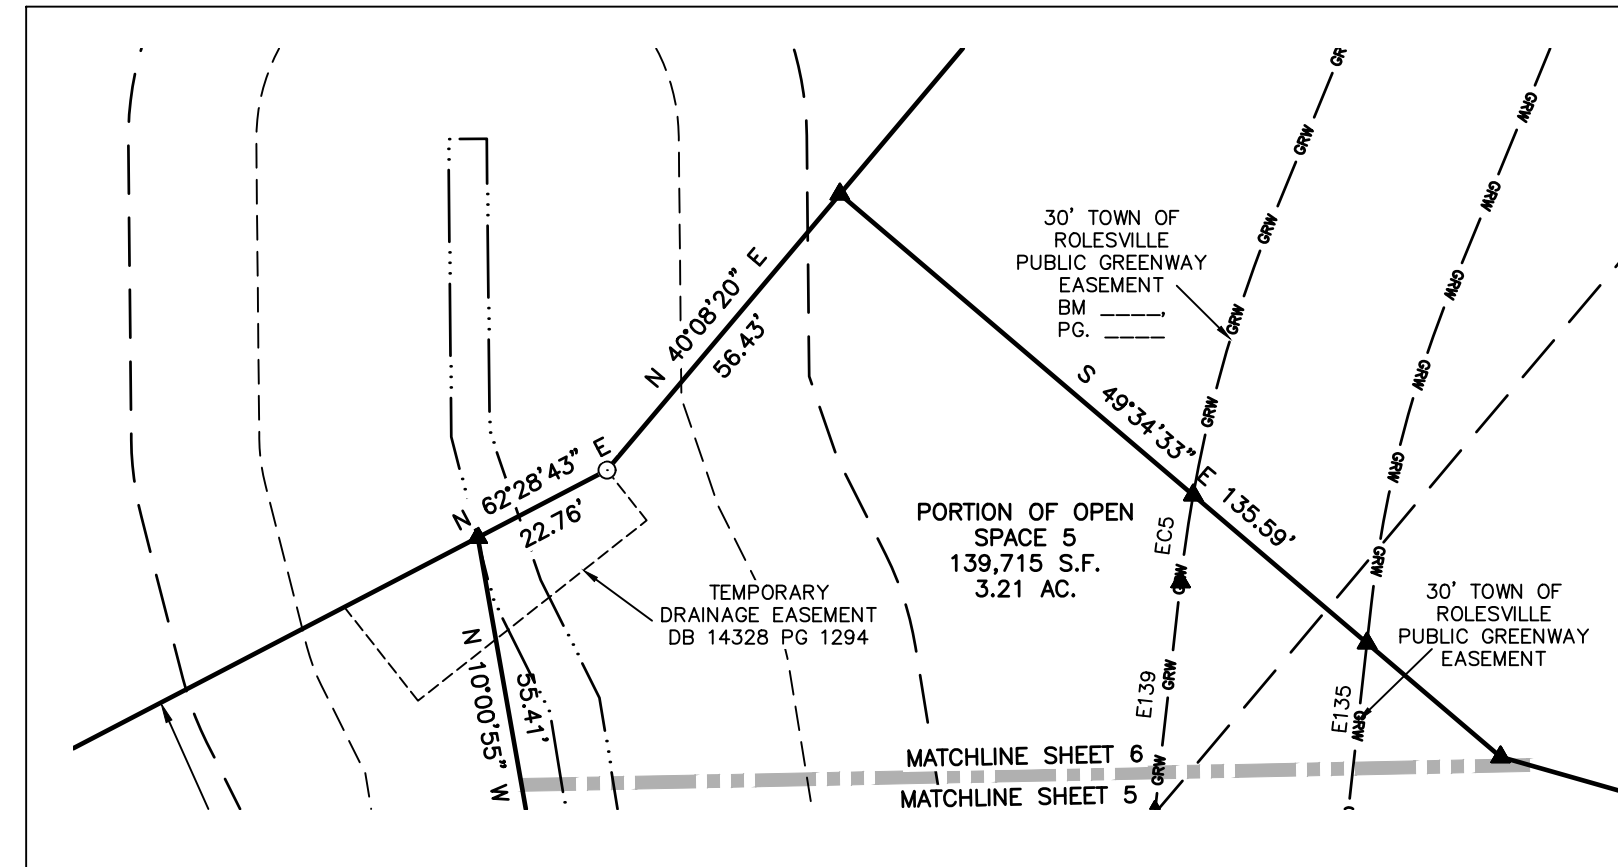 GR
GRW
GRW
GRW
GRW
30' TOWN OF
ROLESVILLE
PUBLIC GREENWAY
EASEMENT
BM ____,
PG. ____
N 40°08'20" E
56.43'
GRW
GRW
GRW
GRW
S 49°34'33" E 135.59'
GRW
GRW
N 62°28'43" E
22.76'
PORTION OF OPEN
SPACE 5
139,715 S.F.
3.21 AC.
EC5
GRW
GRW
TEMPORARY
DRAINAGE EASEMENT
DB 14328 PG 1294
30' TOWN OF
ROLESVILLE
PUBLIC GREENWAY
EASEMENT
N 10°00'55" W
55.41'
E139
GRW
E135
GRW
MATCHLINE SHEET 6
GRW
MATCHLINE SHEET 5